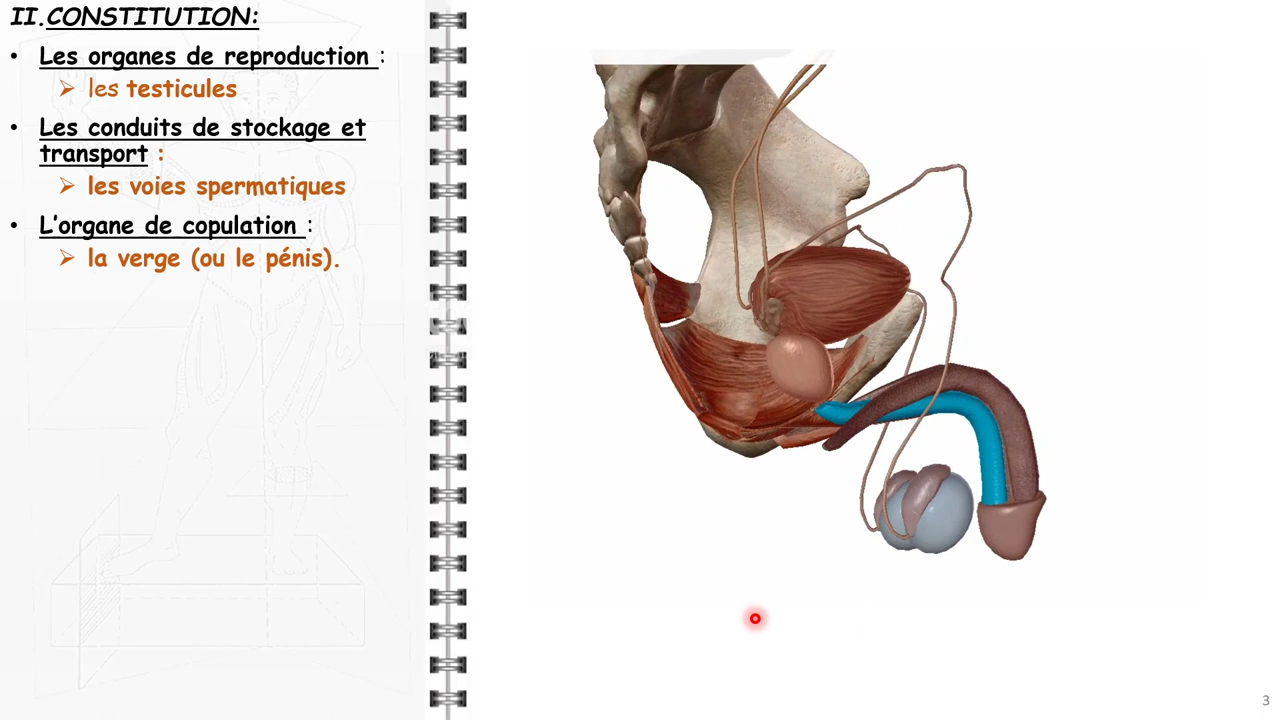 II.CONSTITUTION:
• Les organes de reproduction :
➢ les testicules
• Les conduits de stockage et
transport :
➢ les voies spermatiques
• L’organe de copulation :
➢ la verge (ou le pénis).
3